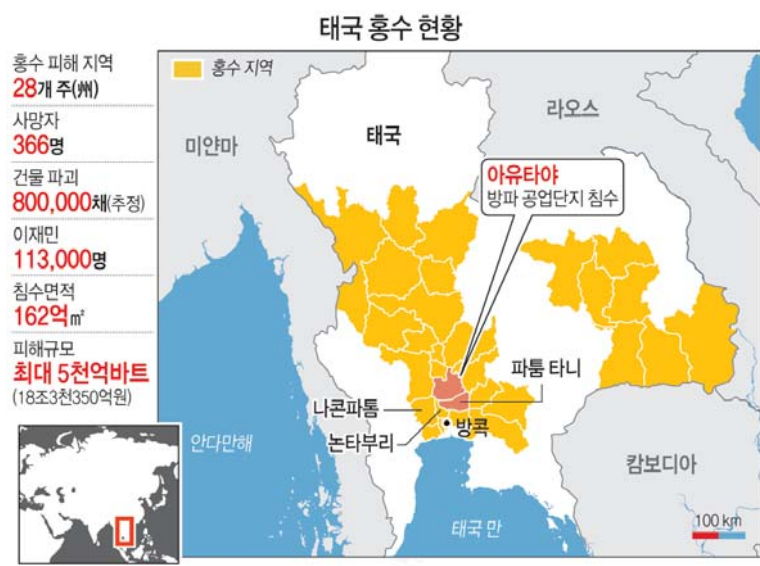 태국 홍수 현황
홍수 피해 지역
28개 주(州)
사망자
366명
건물 파괴
800,000채(추정)
이재민
113,000명
침수면적
162억㎡
피해규모
최대 5천억바트
(18조3천350억원)
홍수 지역
미얀마
태국
라오스
아유타야
방파 공업단지 침수
파툼 타니
나콘파톰
논타부리
방콕
안다만해
캄보디아
태국 만
100 km